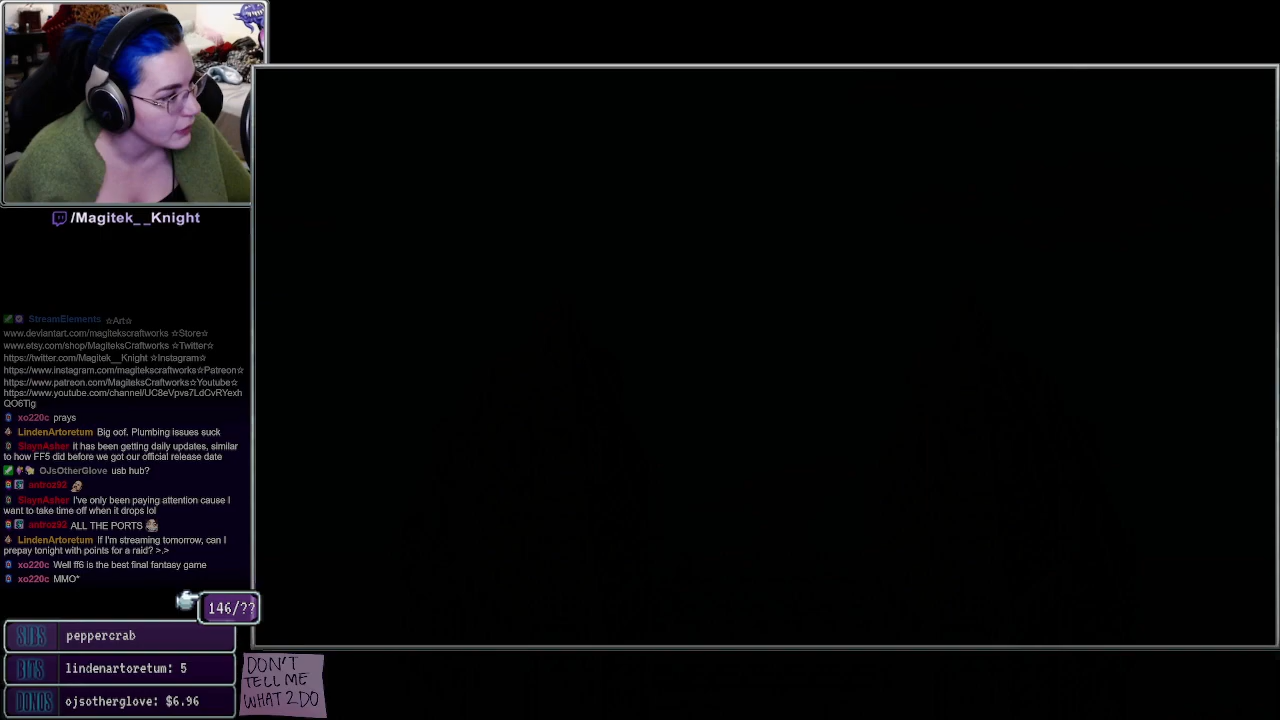 /Magitek__Knight
StreamElements ☆Art☆
www.deviantart.com/magitekscraftworks ☆Store☆
www.etsy.com/shop/MagiteksCraftworks ☆Twitter☆
https://twitter.com/Magitek__Knight ☆Instagram☆
https://www.instagram.com/magitekscraftworks☆Patreon☆
https://www.patreon.com/MagiteksCraftworks☆Youtube☆
https://www.youtube.com/channel/UC8eVpvs7LdCvRYexh
QO6Tig
xo220c prays
LindenArtoretum Big oof. Plumbing issues suck
SlaynAsher it has been getting daily updates, similar
to how FF5 did before we got our official release date
OJsOtherGlove usb hub?
antroz92
SlaynAsher I've only been paying attention cause I
want to take time off when it drops lol
antroz92 ALL THE PORTS
LindenArtoretum If I'm streaming tomorrow, can I
prepay tonight with points for a raid? >.>
xo220c Well ff6 is the best final fantasy game
xo220c MMO*
146/??
SUBS peppercrab
BITS lindenartoretum: 5
DONOS ojsotherglove: $6.96
DON'T
TELL ME
WHAT 2 DO